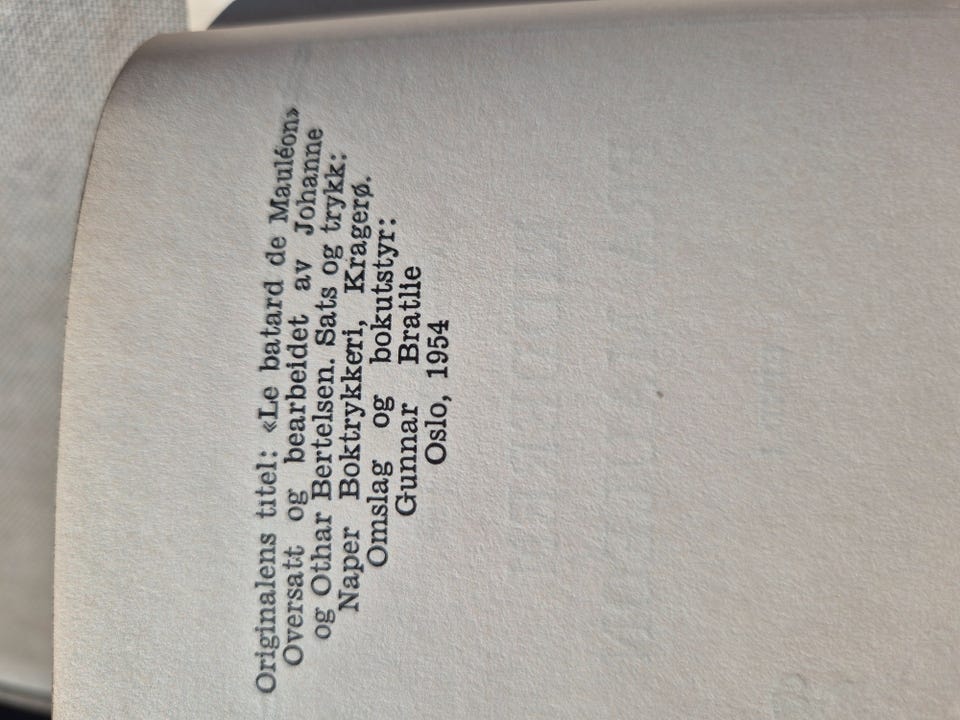 Originalens titel: «Le batard de Mauléon»
Oversatt og bearbeidet av Johanne
og Othar Bertelsen. Sats og trykk:
Naper Boktrykkeri, Kragerø.
Omslag og bokutstyr:
Gunnar Bratlie
Oslo, 1954